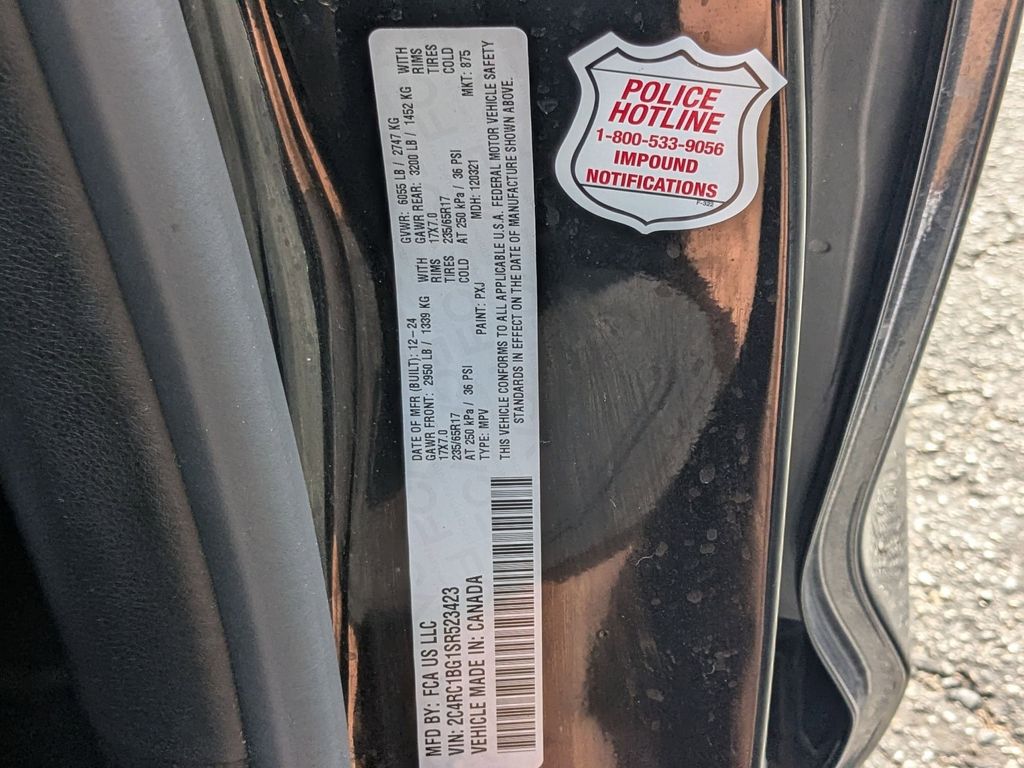 MFD BY: FCA US LLC
VIN: 2C4RC1BG1SR523423
VEHICLE MADE IN: CANADA
DATE OF MFR (BUILT): 12-24
GAWR FRONT: 2950 LB / 1339 KG WITH
17X7.0 RIMS
235/65R17 TIRES
AT 250 kPa / 36 PSI COLD
TYPE: MPV PAINT: PXJ
GVWR: 6055 LB / 2747 KG
GAWR REAR: 3200 LB / 1452 KG WITH
17X7.0 RIMS
235/65R17 TIRES
AT 250 kPa / 36 PSI COLD
MDH: 120321 MKT: 875
THIS VEHICLE CONFORMS TO ALL APPLICABLE U.S.A. FEDERAL MOTOR VEHICLE SAFETY
STANDARDS IN EFFECT ON THE DATE OF MANUFACTURE SHOWN ABOVE.
POLICE
HOTLINE
1-800-533-9056
IMPOUND
NOTIFICATIONS